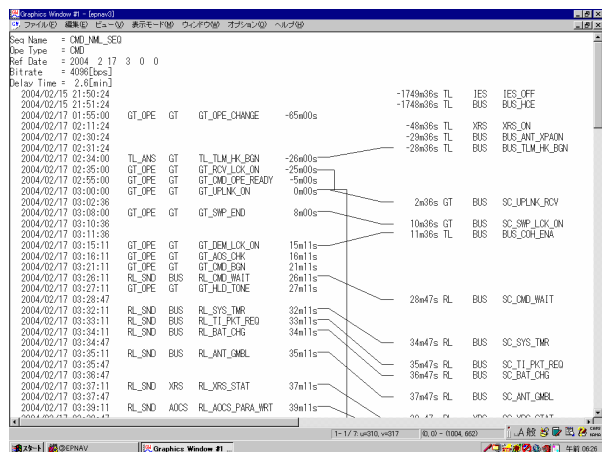 Graphics Window #1 - [epnav3]
ファイル(F) 編集(E) ビュー(V) 表示モード(M) ウィンドウ(W) オプション(O) ヘルプ(H)
Seq Name = CMD_NML_SEQ
Ope Type = CMD
Ref Date = 2004 2 17 3 0 0
Bitrate = 4096[bps]
Delay Time = 2.6[min]
2004/02/15 21:50:24 -1749m36s TL IES IES_OFF
2004/02/15 21:51:24 -1748m36s TL BUS BUS_HCE
2004/02/17 01:55:00 GT_OPE GT GT_OPE_CHANGE -65m00s
2004/02/17 02:11:24 -48m36s TL XRS XRS_ON
2004/02/17 02:30:24 -29m36s TL BUS BUS_ANT_XPAON
2004/02/17 02:31:24 -28m36s TL BUS BUS_TLM_HK_BGN
2004/02/17 02:34:00 TL_ANS GT TL_TLM_HK_BGN -26m00s
2004/02/17 02:35:00 GT_OPE GT GT_RCV_LCK_ON -25m00s
2004/02/17 02:55:00 GT_OPE GT GT_CMD_OPE_READY -5m00s
2004/02/17 03:00:00 GT_OPE GT GT_UPLNK_ON 0m00s
2004/02/17 03:02:36 2m36s GT BUS SC_UPLNK_RCV
2004/02/17 03:08:00 GT_OPE GT GT_SWP_END 8m00s
2004/02/17 03:10:36 10m36s GT BUS SC_SWP_LCK_ON
2004/02/17 03:11:36 11m36s TL BUS BUS_COH_ENA
2004/02/17 03:15:11 GT_OPE GT GT_DEM_LCK_ON 15m11s
2004/02/17 03:16:11 GT_OPE GT GT_AOS_CHK 16m11s
2004/02/17 03:21:11 GT_OPE GT GT_CMD_BGN 21m11s
2004/02/17 03:26:11 RL_SND BUS RL_CMD_WAIT 26m11s
2004/02/17 03:27:11 GT_OPE GT GT_HLD_TONE 27m11s
2004/02/17 03:28:47 28m47s RL BUS SC_CMD_WAIT
2004/02/17 03:32:11 RL_SND BUS RL_SYS_TMR 32m11s
2004/02/17 03:33:11 RL_SND BUS RL_TI_PKT_REQ 33m11s
2004/02/17 03:34:11 RL_SND BUS RL_BAT_CHG 34m11s
2004/02/17 03:34:47 34m47s RL BUS SC_SYS_TMR
2004/02/17 03:35:11 RL_SND BUS RL_ANT_GMBL 35m11s
2004/02/17 03:35:47 35m47s RL BUS SC_TI_PKT_REQ
2004/02/17 03:36:47 36m47s RL BUS SC_BAT_CHG
2004/02/17 03:37:11 RL_SND XRS RL_XRS_STAT 37m11s
2004/02/17 03:37:47 37m47s RL BUS SC_ANT_GMBL
2004/02/17 03:39:11 RL_SND AOCS RL_AOCS_PARA_WRT 39m11s
1-1/ 7: u=310, v=317 (0, 0) - (1004, 662)
スタート EPNAV Graphics Window #1 ... 午前 06:26